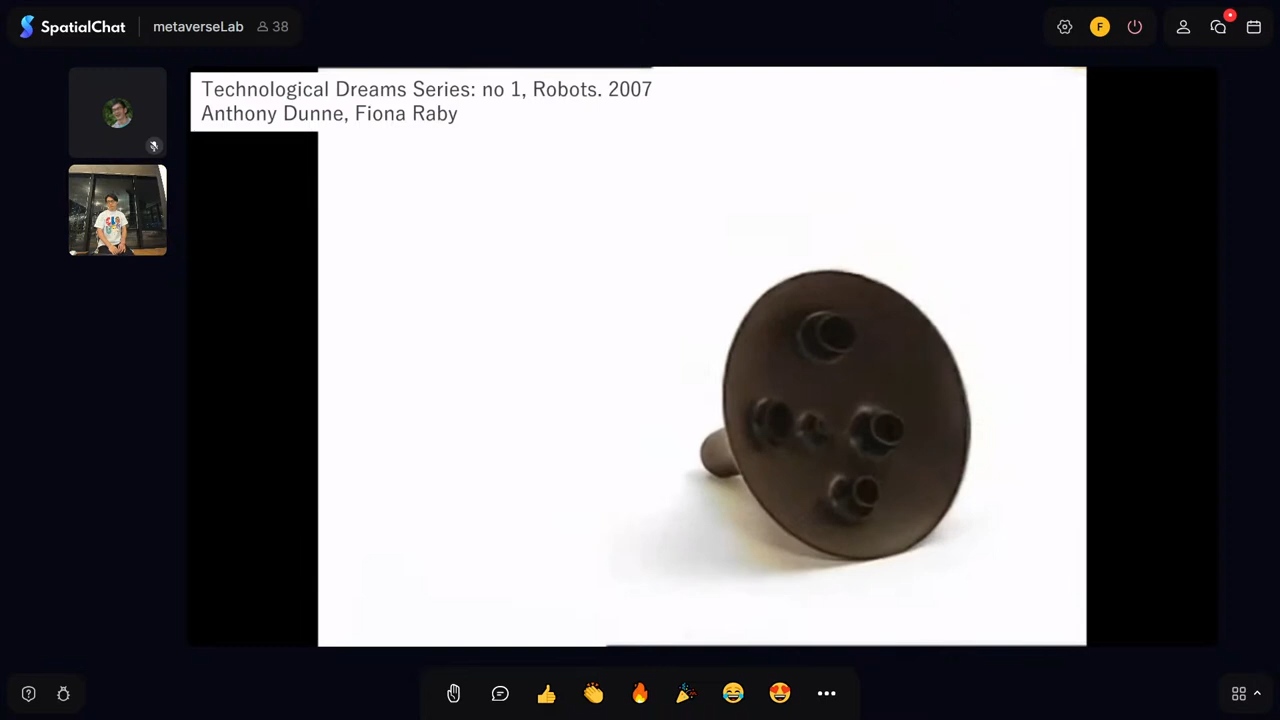 SpatialChat
metaverseLab
38
F
Technological Dreams Series: no 1, Robots. 2007
Anthony Dunne, Fiona Raby